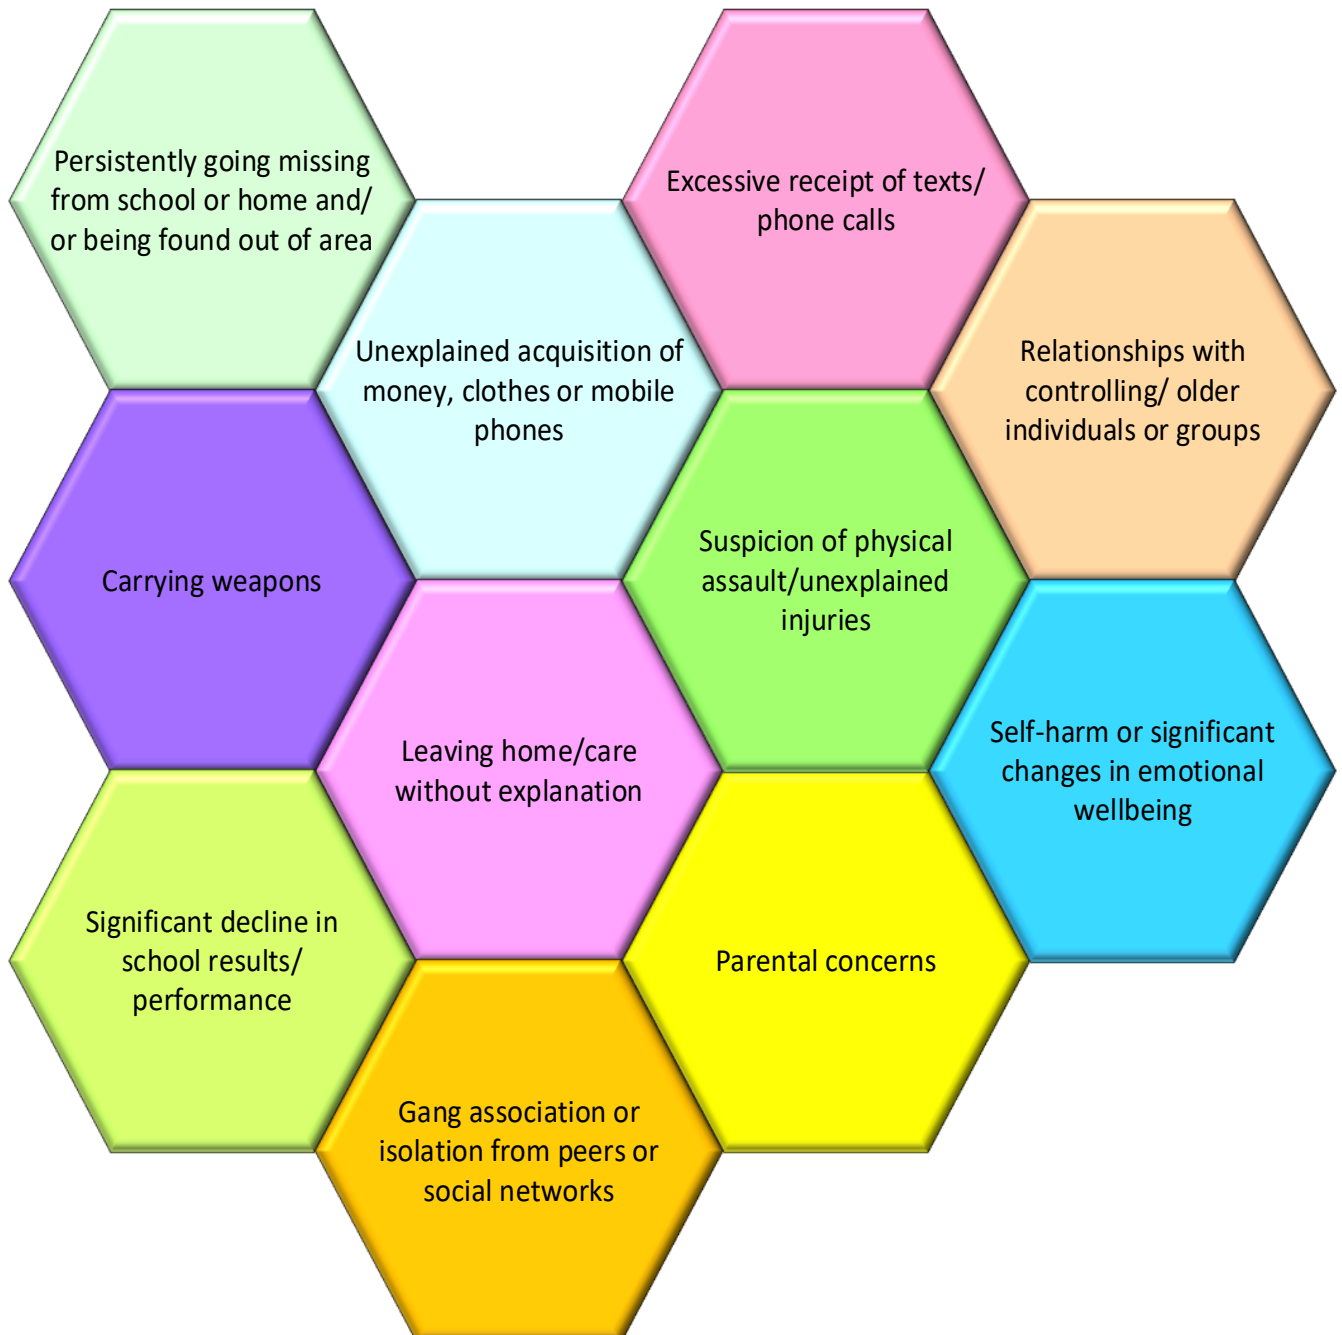 Persistently going missing
from school or home and/
or being found out of area
Excessive receipt of texts/
phone calls
Unexplained acquisition of
money, clothes or mobile
phones
Relationships with
controlling/ older
individuals or groups
Carrying weapons
Suspicion of physical
assault/unexplained
injuries
Leaving home/care
without explanation
Self-harm or significant
changes in emotional
wellbeing
Significant decline in
school results/
performance
Parental concerns
Gang association or
isolation from peers or
social networks